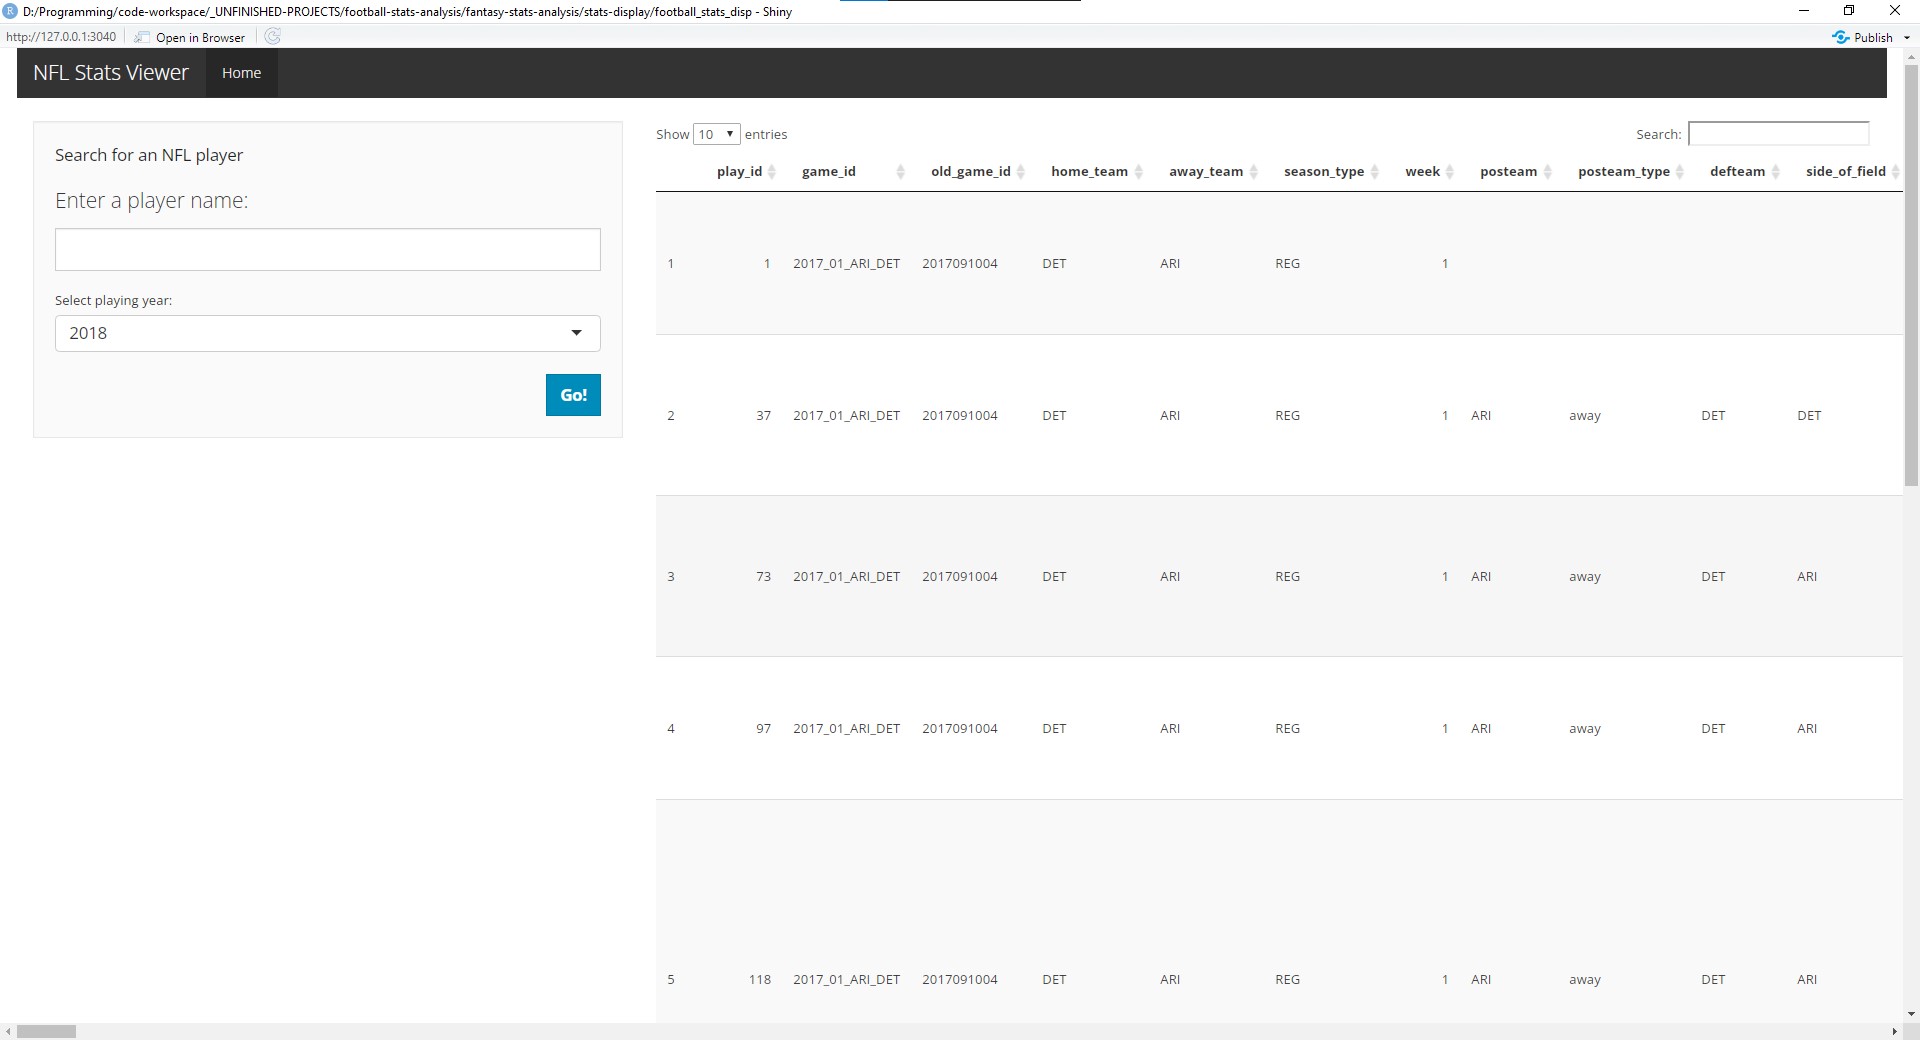 D:/Programming/code-workspace/_UNFINISHED-PROJECTS/football-stats-analysis/fantasy-stats-analysis/stats-display/football_stats_disp - Shiny
http://127.0.0.1:3040 Open in Browser Publish
NFL Stats Viewer Home
Search for an NFL player
Enter a player name:
Select playing year:
2018
Go!
Show 10 entries Search:
play_id game_id old_game_id home_team away_team season_type week posteam posteam_type defteam side_of_field
1 1 2017_01_ARI_DET 2017091004 DET ARI REG 1
2 37 2017_01_ARI_DET 2017091004 DET ARI REG 1 ARI away DET DET
3 73 2017_01_ARI_DET 2017091004 DET ARI REG 1 ARI away DET ARI
4 97 2017_01_ARI_DET 2017091004 DET ARI REG 1 ARI away DET ARI
5 118 2017_01_ARI_DET 2017091004 DET ARI REG 1 ARI away DET ARI